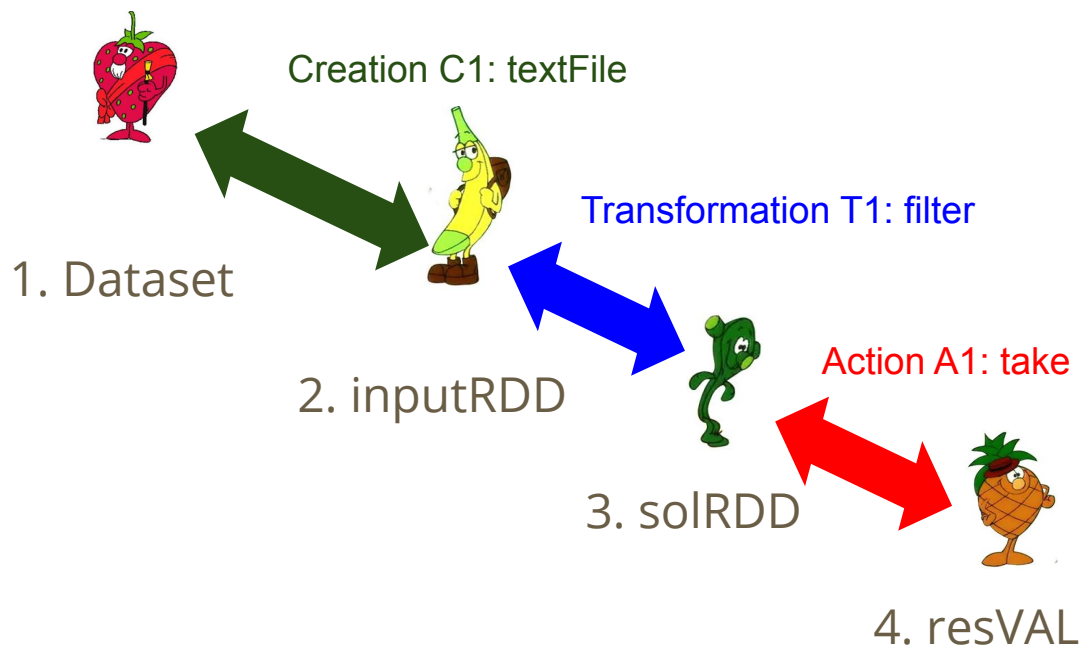 Creation C1: textFile
Transformation T1: filter
1. Dataset
Action A1: take
2. inputRDD
3. solRDD
4. resVAL